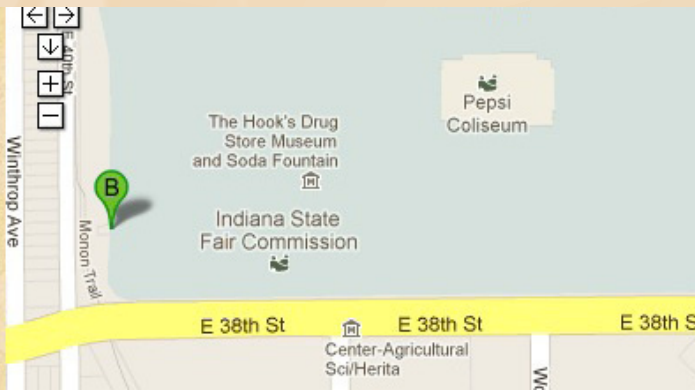 E 40th St
Winthrop Ave
Monon Trail
B
The Hook's Drug
Store Museum
and Soda Fountain
Pepsi
Coliseum
Indiana State
Fair Commission
E 38th St
E 38th St
E 38th S
Center-Agricultural
Sci/Herita
Wo